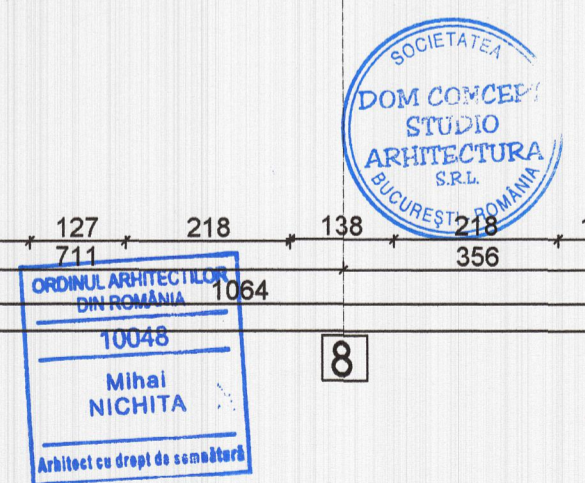 SOCIETATEA
DOM CONCEPT
STUDIO
ARHITECTURA
S.R.L.
BUCUREȘTI ROMÂNIA
127 218 138 218
711 356
1064
ORDINUL ARHITECTILOR
DIN ROMÂNIA
10048
Mihai
NICHITA
Arhitect cu drept de semnătură
8